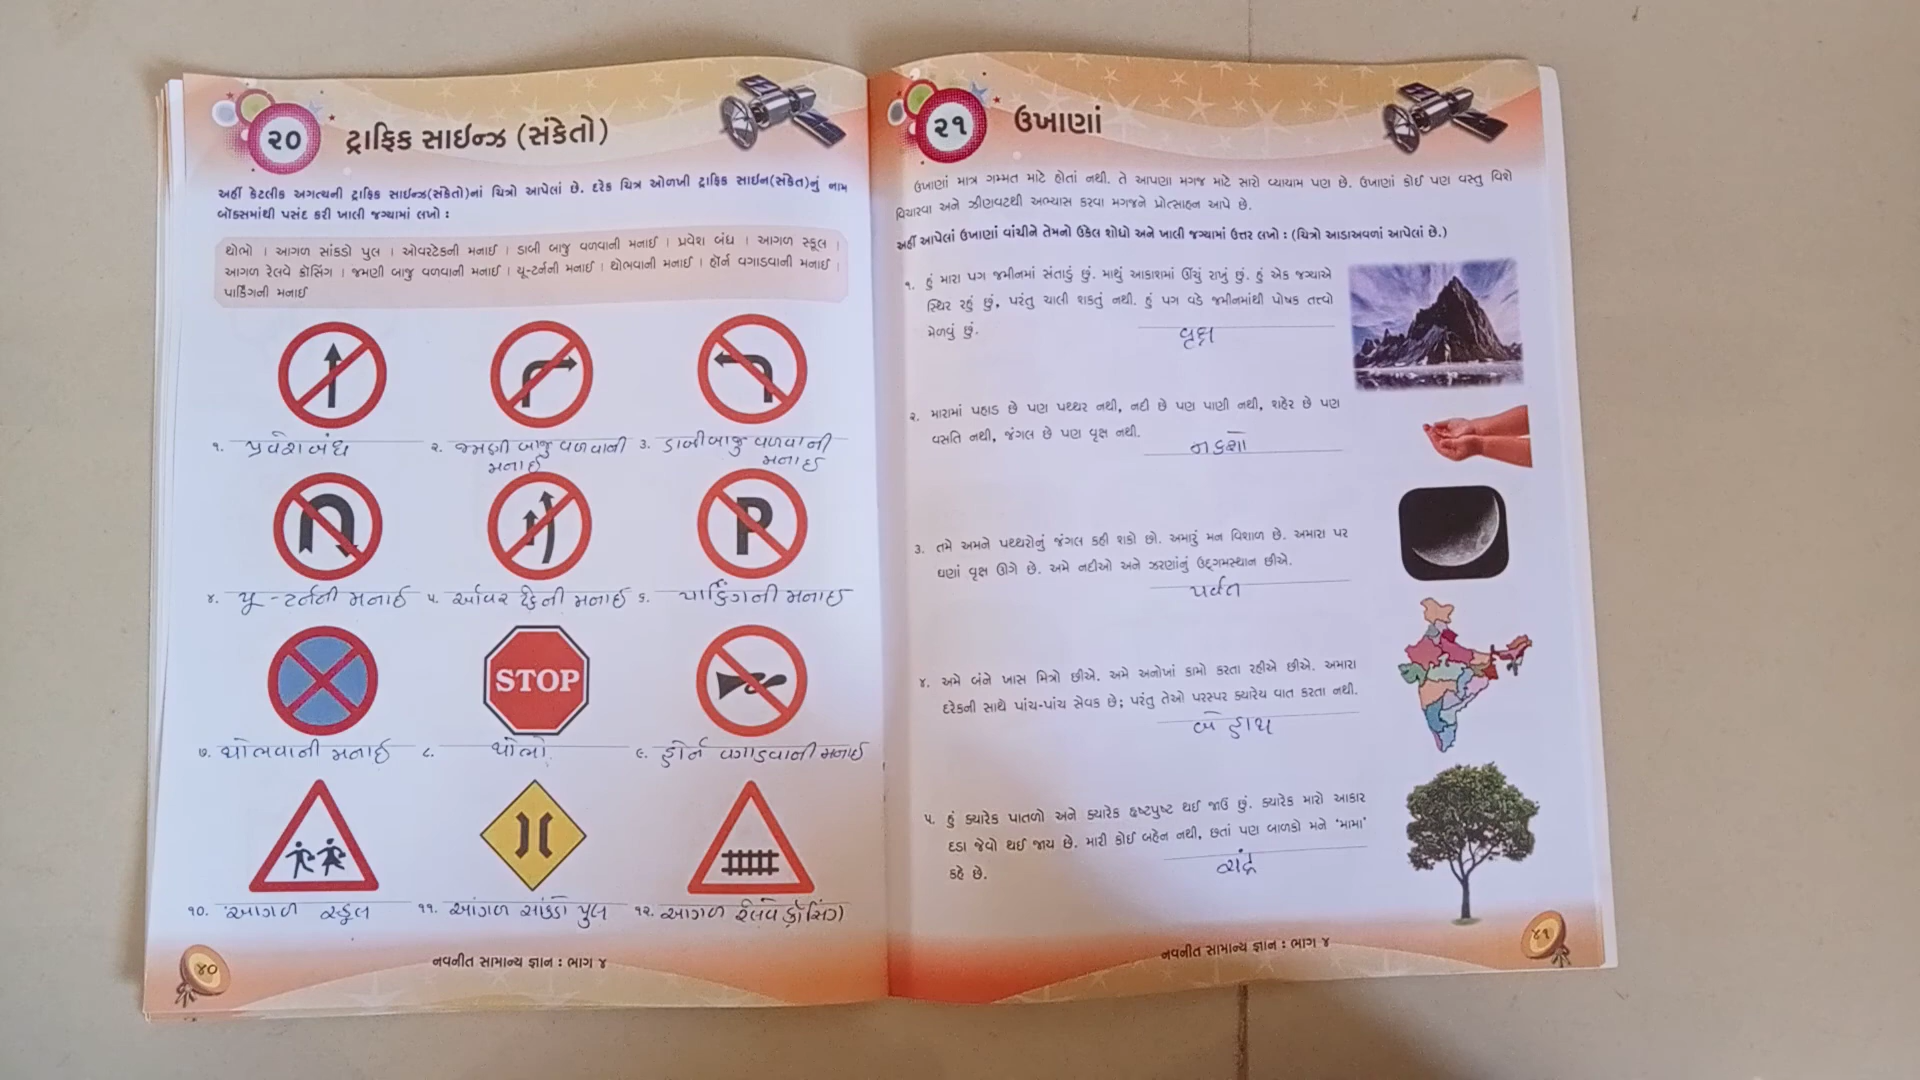 ૨૦
ટ્રાફિક સાઇન્ઝ (સંકેતો)
અહીં કેટલીક અગત્યની ટ્રાફિક સાઇન્ઝ(સંકેતો)નાં ચિત્રો આપેલાં છે. દરેક ચિત્ર ઓળખી ટ્રાફિક સાઇન(સંકેત)નું નામ
બૉક્સમાંથી પસંદ કરી ખાલી જગ્યામાં લખો :
થોભો । આગળ સાંકડો પુલ । ઓવરટેકની મનાઈ । ડાબી બાજુ વળવાની મનાઈ । પ્રવેશ બંધ । આગળ સ્કૂલ ।
આગળ રેલવે ક્રૉસિંગ । જમણી બાજુ વળવાની મનાઈ । યૂ-ટર્નની મનાઈ । થોભવાની મનાઈ । હૉર્ન વગાડવાની મનાઈ ।
પાર્કિંગની મનાઈ
૧. પ્રવેશ બંધ
૨. જમણી બાજુ વળવાની
મનાઈ
૩. ડાબી બાજુ વળવાની
મનાઈ
P
૪. યૂ - ટર્નની મનાઈ
૫. ઓવર ટેકની મનાઈ
૬. પાર્કિંગની મનાઈ
STOP
૭. થોભવાની મનાઈ
૮. થોભો
૯. હોર્ન વગાડવાની મનાઈ
૧૦. આગળ સ્કૂલ
૧૧. આંગળ સાંકડો પુલ
૧૨. આગળ રેલવે ક્રૉસિંગ
નવનીત સામાન્ય જ્ઞાન : ભાગ ૪
૪૦
૨૧
ઉખાણાં
ઉખાણાં માત્ર ગમ્મત માટે હોતાં નથી. તે આપણા મગજ માટે સારો વ્યાયામ પણ છે. ઉખાણાં કોઈ પણ વસ્તુ વિશે
વિચારવા અને ઝીણવટથી અભ્યાસ કરવા મગજને પ્રોત્સાહન આપે છે.
અહીં આપેલાં ઉખાણાં વાંચીને તેમનો ઉકેલ શોધો અને ખાલી જગ્યામાં ઉત્તર લખો : (ચિત્રો આડાઅવળાં આપેલાં છે.)
૧. હું મારા પગ જમીનમાં સંતાડું છું. માથું આકાશમાં ઊંચું રાખું છું. હું એક જગ્યાએ
સ્થિર રહું છું, પરંતુ ચાલી શકતું નથી. હું પગ વડે જમીનમાંથી પોષક તત્ત્વો
મેળવું છું.
વૃક્ષ
૨. મારામાં પહાડ છે પણ પથ્થર નથી, નદી છે પણ પાણી નથી, શહેર છે પણ
વસતિ નથી, જંગલ છે પણ વૃક્ષ નથી.
નકશો
૩. તમે અમને પથ્થરોનું જંગલ કહી શકો છો. અમારું મન વિશાળ છે. અમારા પર
ઘણાં વૃક્ષ ઊગે છે. અમે નદીઓ અને ઝરણાંનું ઉદ્ગમસ્થાન છીએ.
પર્વત
૪. અમે બંને ખાસ મિત્રો છીએ. અમે અનોખાં કામો કરતા રહીએ છીએ. અમારા
દરેકની સાથે પાંચ-પાંચ સેવક છે; પરંતુ તેઓ પરસ્પર ક્યારેય વાત કરતા નથી.
બે હાથ
૫. હું ક્યારેક પાતળો અને ક્યારેક હૃષ્ટપુષ્ટ થઈ જાઉં છું. ક્યારેક મારો આકાર
દડા જેવો થઈ જાય છે. મારી કોઈ બહેન નથી, છતાં પણ બાળકો મને ‘મામા’
કહે છે.
ચંદ્ર
નવનીત સામાન્ય જ્ઞાન : ભાગ ૪
૪૧